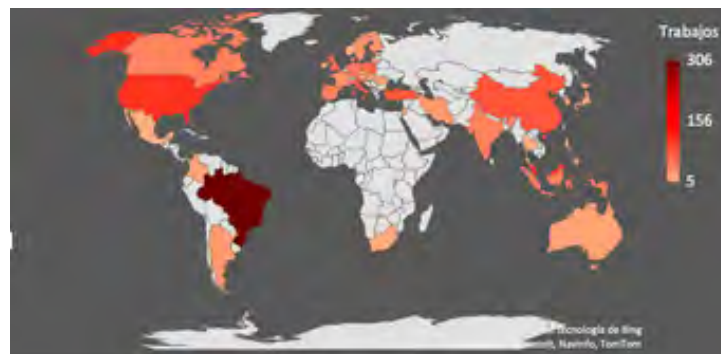 Trabajos
306
156
5
Tecnología de Bing
, NavInfo, TomTom